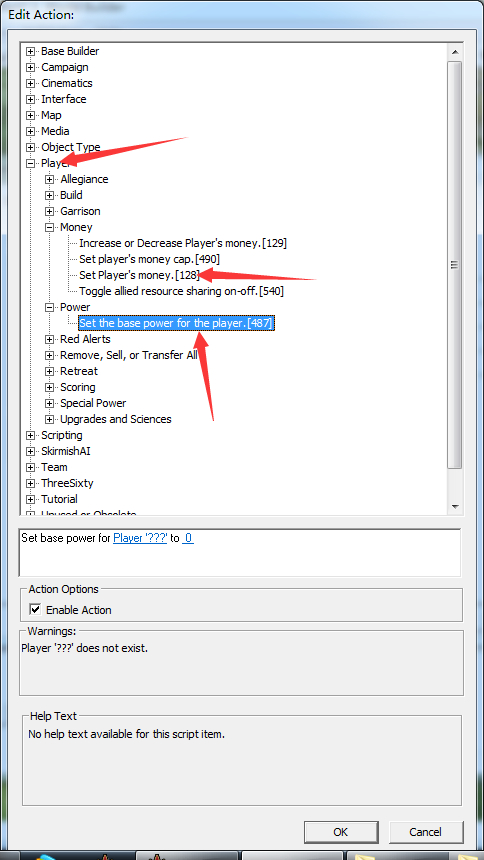 Edit Action:
Base Builder
Campaign
Cinematics
Interface
Map
Media
Object Type
Player
Allegiance
Build
Garrison
Money
Increase or Decrease Player's money.[129]
Set player's money cap.[490]
Set Player's money.[128]
Toggle allied resource sharing on-off.[540]
Power
Set the base power for the player.[487]
Red Alerts
Remove, Sell, or Transfer All
Retreat
Scoring
Special Power
Upgrades and Sciences
Scripting
SkirmishAI
Team
ThreeSixty
Tutorial
Unused or Obsolete
Set base power for Player '???' to 0
Action Options
Enable Action
Warnings:
Player '???' does not exist.
Help Text
No help text available for this script item.
OK
Cancel